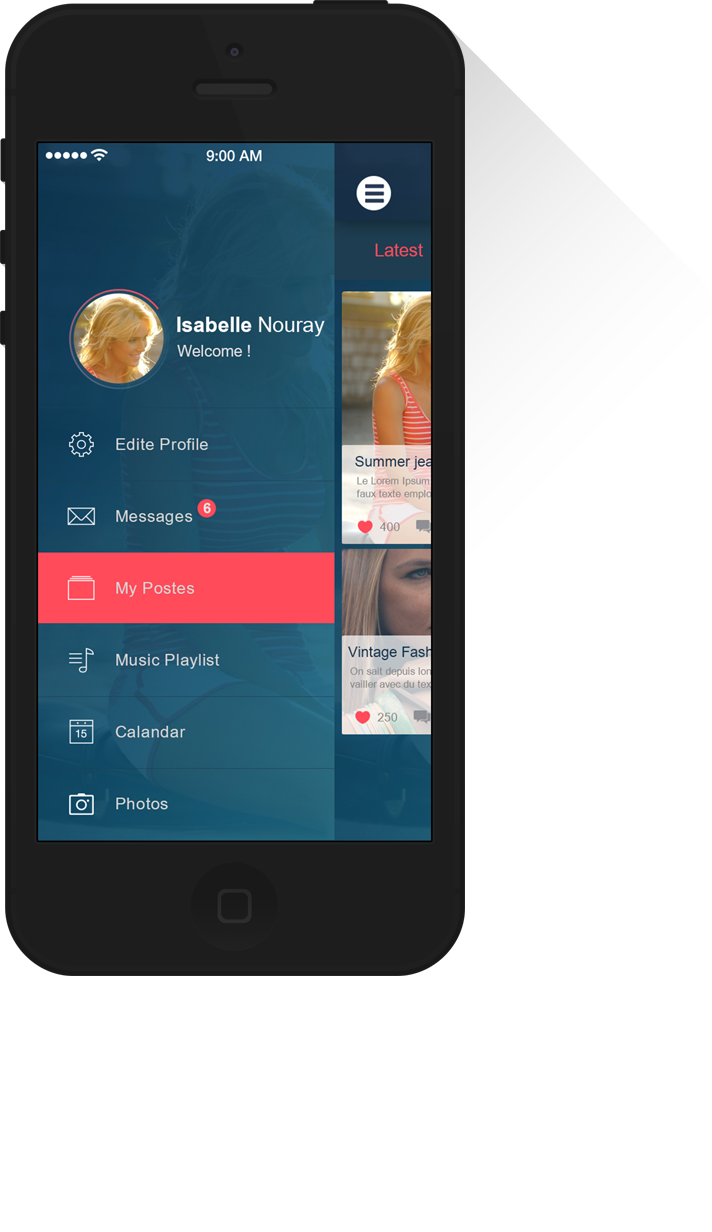 9:00 AM
Latest
Isabelle Nouray
Welcome !
Edite Profile
Messages 6
My Postes
Music Playlist
15 Calandar
Photos
Summer jea
Le Lorem Ipsum
faux texte emplo
400
Vintage Fash
On sait depuis lon
vailler avec du tex
250